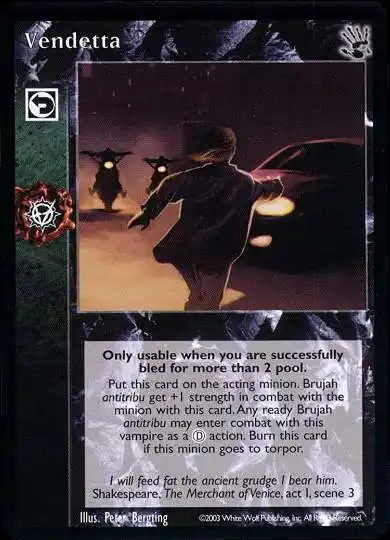 Vendetta
Only usable when you are successfully
bled for more than 2 pool.
Put this card on the acting minion. Brujah
antitribu get +1 strength in combat with the
minion with this card. Any ready Brujah
antitribu may enter combat with this
vampire as a Ⓓ action. Burn this card
if this minion goes to torpor.
I will feed fat the ancient grudge I bear him.
Shakespeare, The Merchant of Venice, act 1, scene 3
Illus. Peter Bergting
©2003 White Wolf Publishing, Inc. All Rights Reserved.